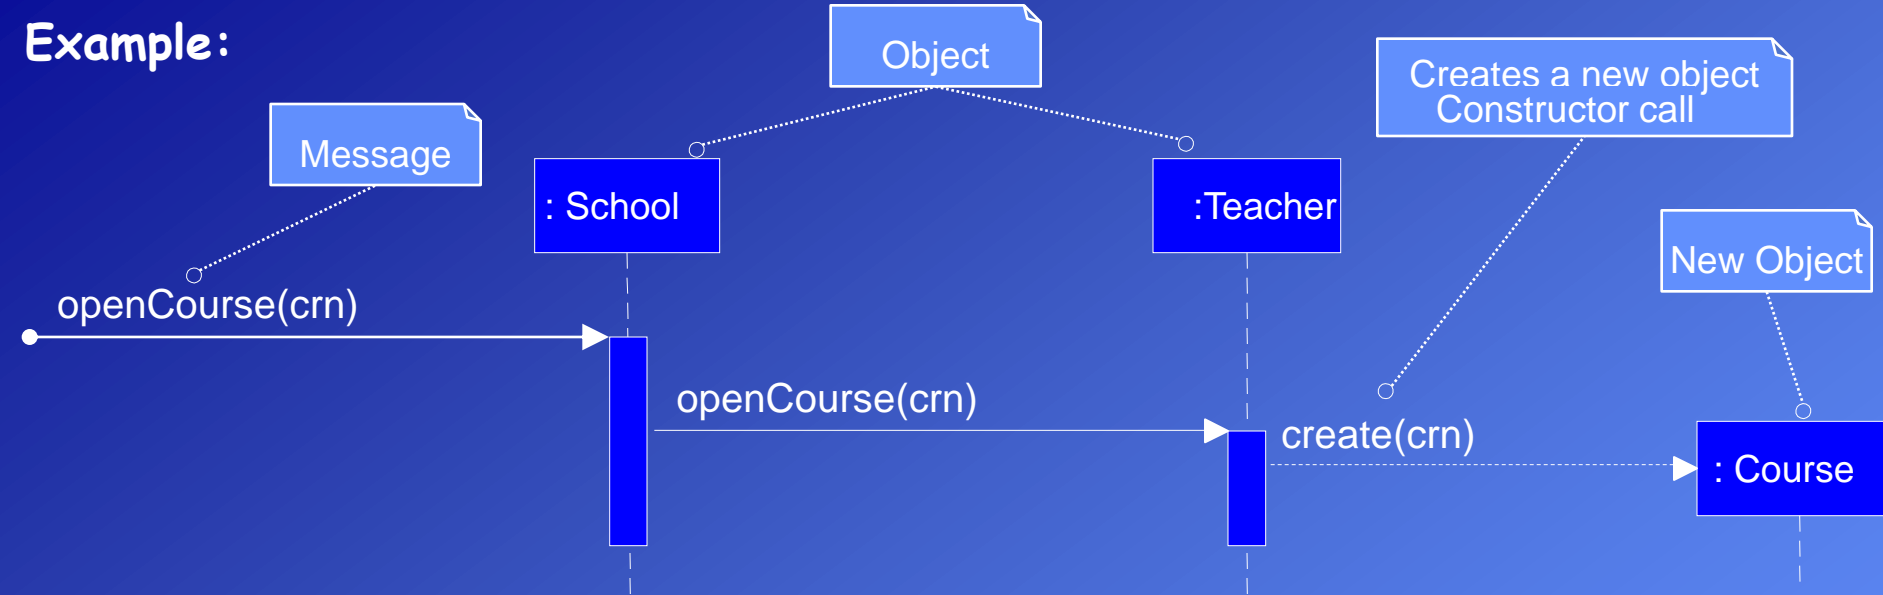 Example:
Object
Creates a new object
Constructor call
Message
: School
:Teacher
New Object
openCourse(crn)
openCourse(crn)
create(crn)
: Course